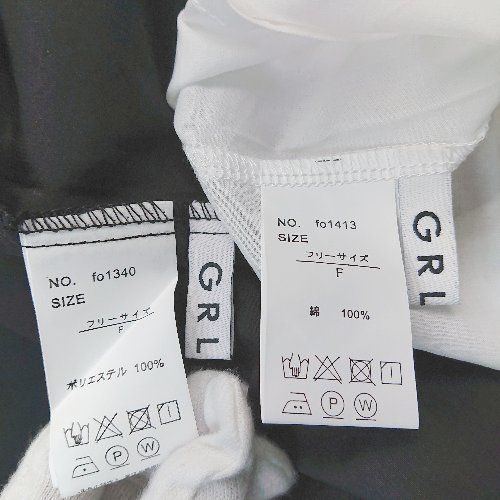 NO. fo1340
SIZE
フリーサイズ
F
ポリエステル 100%
P
W
GRL
NO. fo1413
SIZE
フリーサイズ
F
綿 100%
P
W
GRL